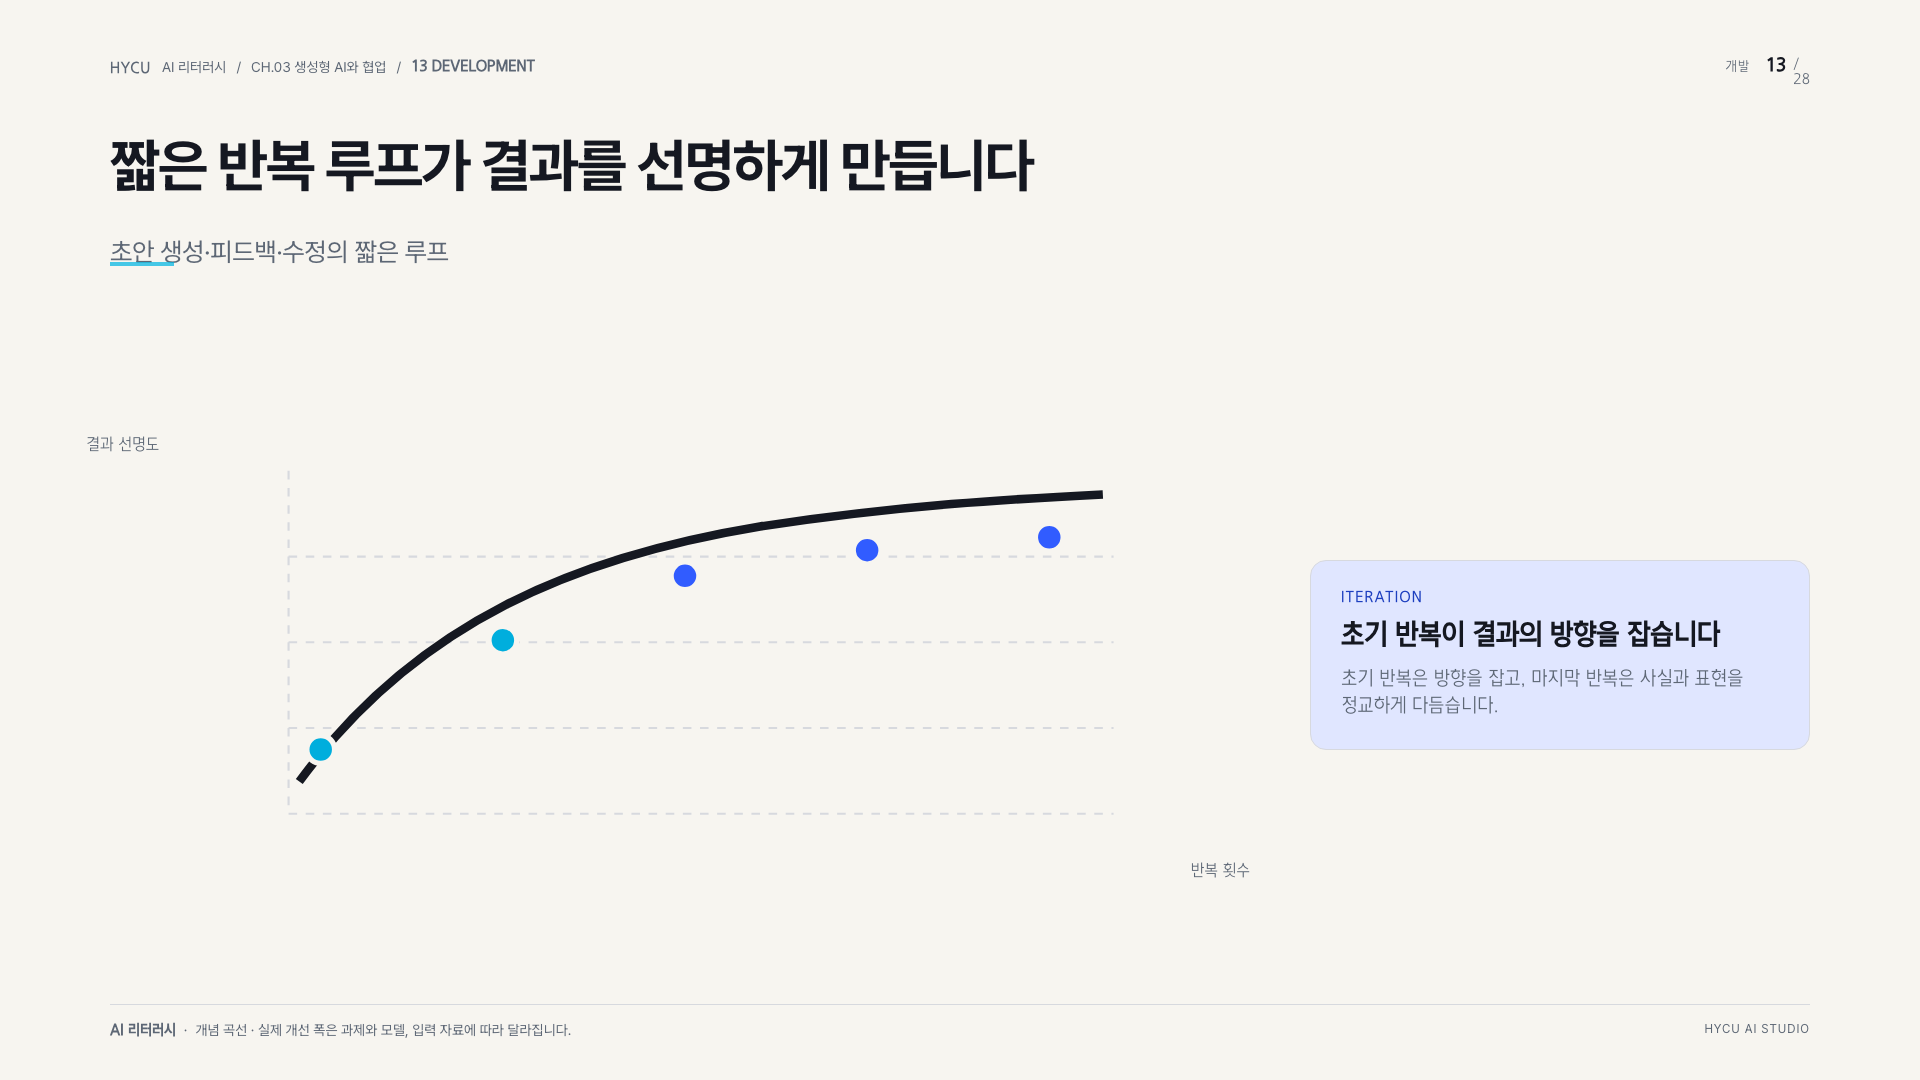 HYCU AI 리터러시 / CH.03 생성형 AI와 협업 / 13 DEVELOPMENT
개발 13 /
28
짧은 반복 루프가 결과를 선명하게 만듭니다
초안 생성·피드백·수정의 짧은 루프
결과 선명도
반복 횟수
ITERATION
초기 반복이 결과의 방향을 잡습니다
초기 반복은 방향을 잡고, 마지막 반복은 사실과 표현을
정교하게 다듬습니다.
AI 리터러시 · 개념 곡선 · 실제 개선 폭은 과제와 모델, 입력 자료에 따라 달라집니다.
HYCU AI STUDIO